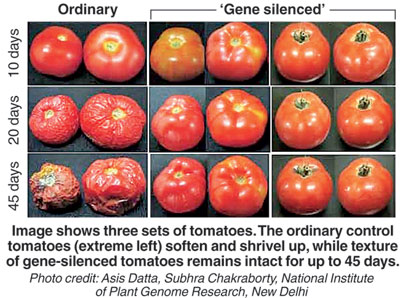 Ordinary ‘Gene silenced’
10 days
20 days
45 days
Image shows three sets of tomatoes. The ordinary control
tomatoes (extreme left) soften and shrivel up, while texture
of gene-silenced tomatoes remains intact for up to 45 days.
Photo credit: Asis Datta, Subhra Chakraborty, National Institute
of Plant Genome Research, New Delhi